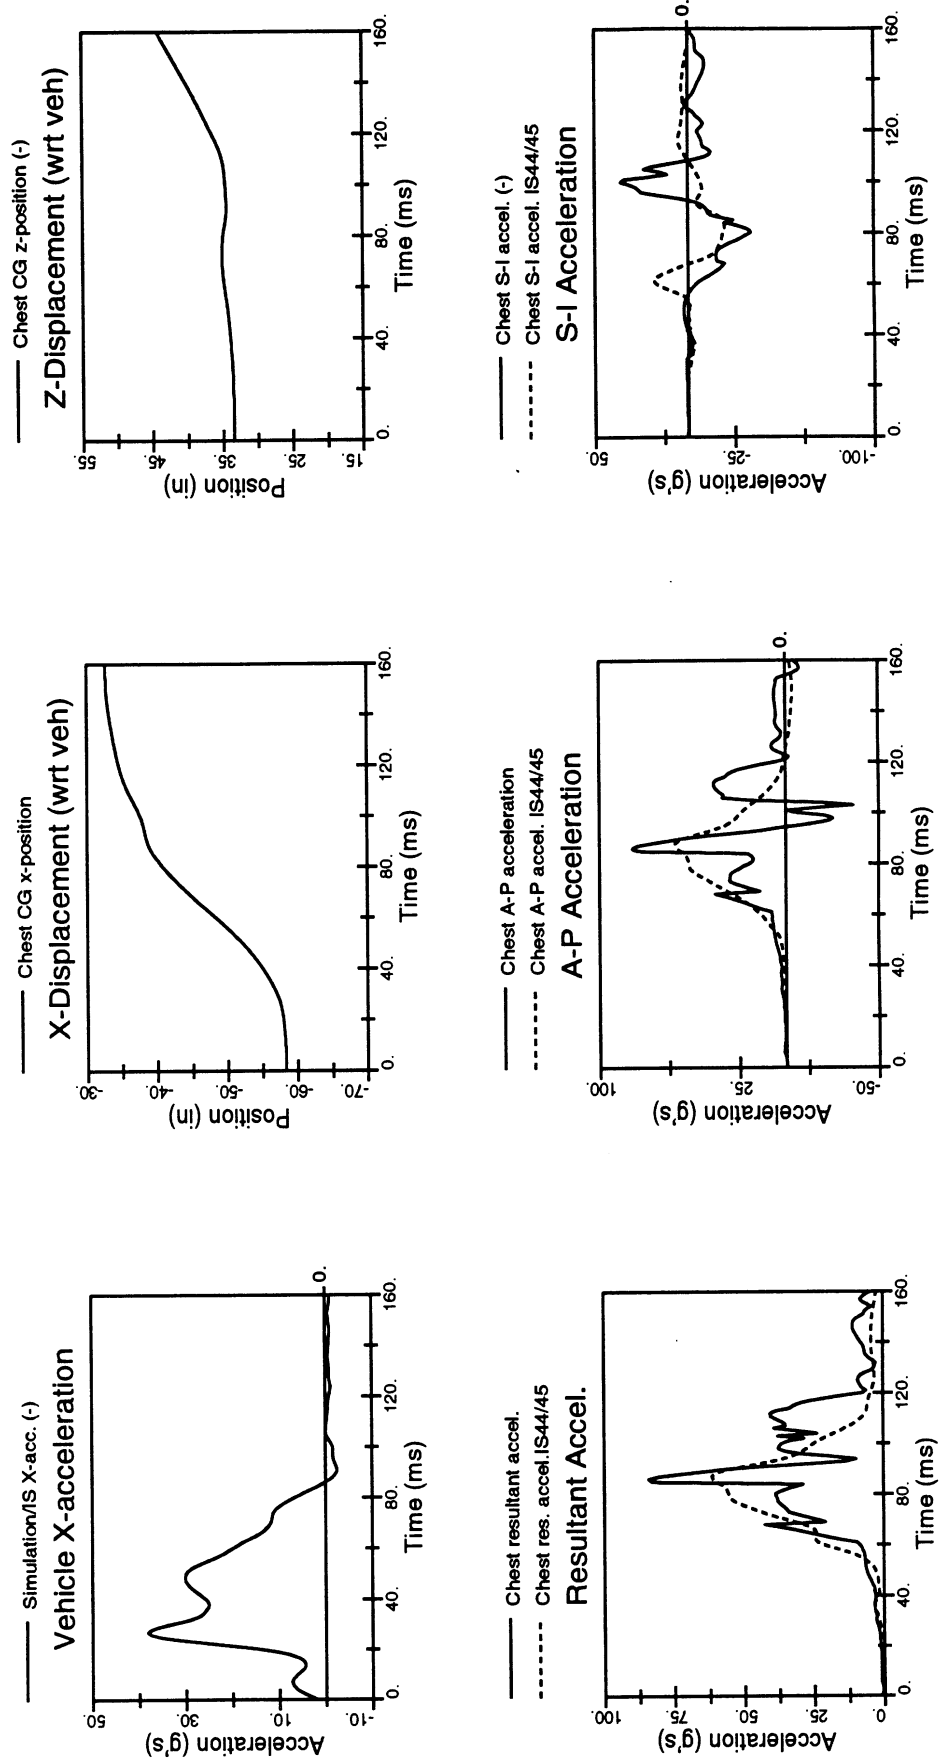 Simulation/IS X-acc. (-)
Vehicle X-acceleration
50.
30.
10.
-10.
Acceleration (g's)
0.
0.
40.
80.
120.
160.
Time (ms)
Chest CG x-position
X-Displacement (wrt veh)
-30.
-40.
-50.
-60.
-70.
Position (in)
0.
40.
80.
120.
160.
Time (ms)
Chest CG z-position (-)
Z-Displacement (wrt veh)
55.
45.
35.
25.
15.
Position (in)
0.
40.
80.
120.
160.
Time (ms)
Chest resultant accel.
Chest res. accel.IS44/45
Resultant Accel.
100.
75.
50.
25.
0.
Acceleration (g's)
0.
40.
80.
120.
160.
Time (ms)
Chest A-P acceleration
Chest A-P accel. IS44/45
A-P Acceleration
100.
25.
-50.
Acceleration (g's)
0.
0.
40.
80.
120.
160.
Time (ms)
Chest S-I accel. (-)
Chest S-I accel. IS44/45
S-I Acceleration
50.
-25.
-100.
Acceleration (g's)
0.
0.
40.
80.
120.
160.
Time (ms)